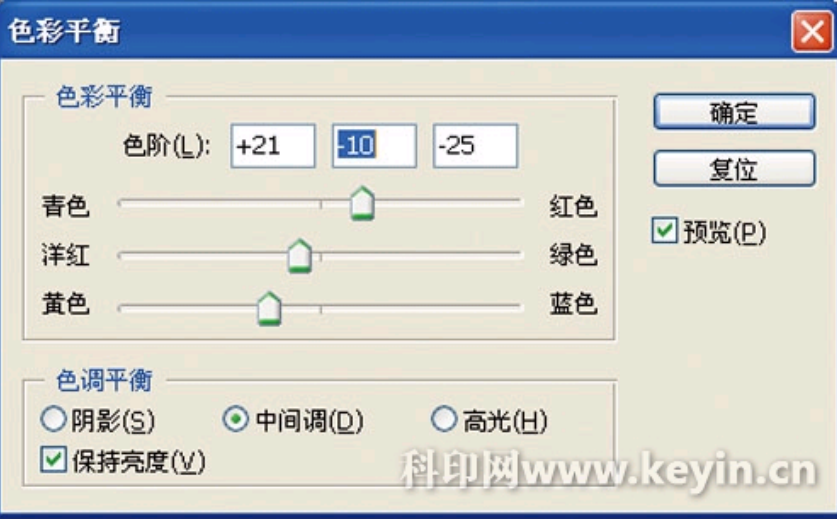 色彩平衡
色彩平衡
色阶(L): +21 -10 -25
青色 红色
洋红 绿色
黄色 蓝色
确定
复位
预览(P)
色调平衡
阴影(S) 中间调(D) 高光(H)
保持亮度(V)
科印网www.keyin.cn